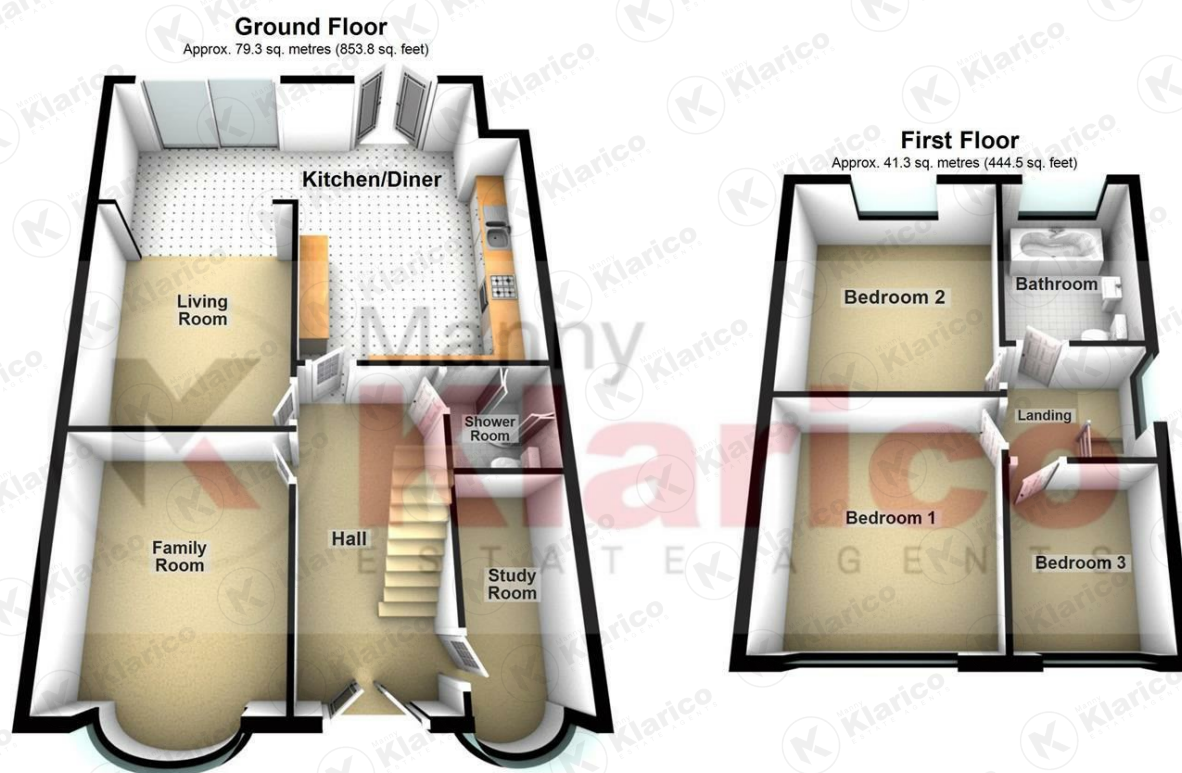 Ground Floor
Approx. 79.3 sq. metres (853.8 sq. feet)
Kitchen/Diner
Living
Room
Shower
Room
Family
Room
Hall
Study
Room
First Floor
Approx. 41.3 sq. metres (444.5 sq. feet)
Bedroom 2
Bathroom
Landing
Bedroom 1
Bedroom 3
Manny
Klarico
ESTATE AGENTS